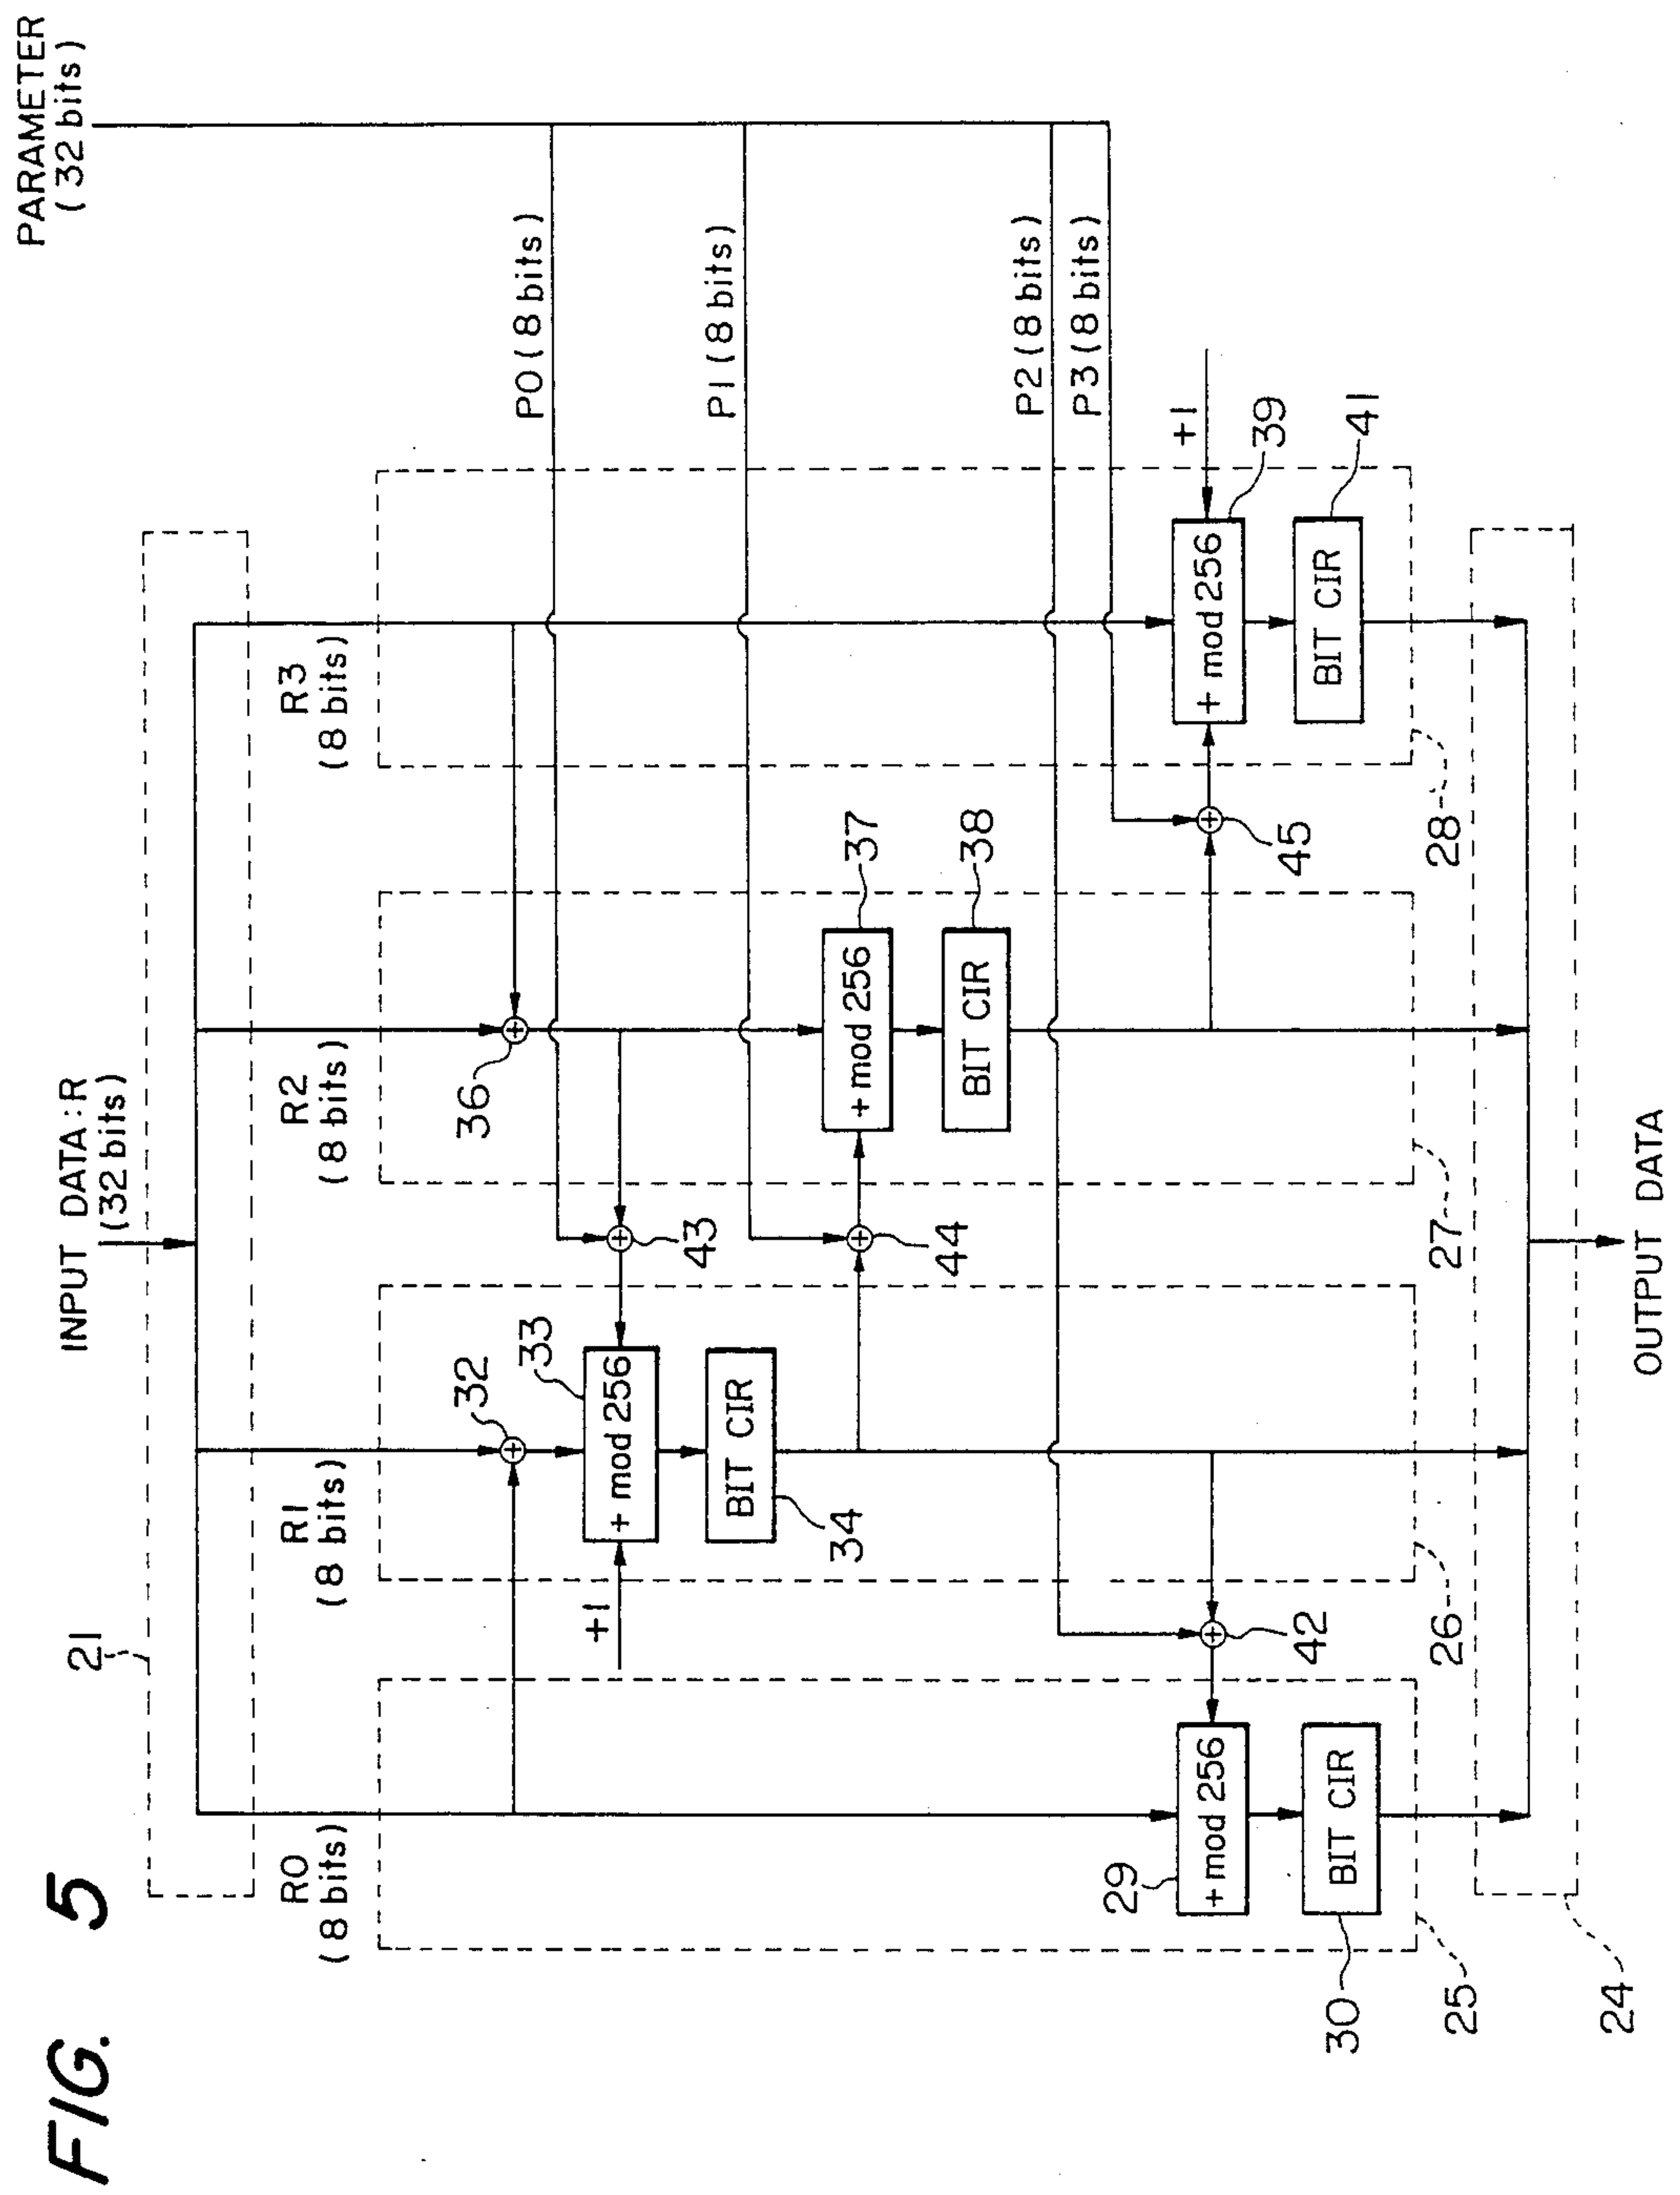 FIG. 5
INPUT DATA:R
(32 bits)
PARAMETER
(32 bits)
21
R0
(8 bits)
R1
(8 bits)
R2
(8 bits)
R3
(8 bits)
P0 (8 bits)
P1 (8 bits)
P2 (8 bits)
P3 (8 bits)
32
36
+1
33
+ mod 256
43
BIT CIR
34
44
+ mod 256
37
BIT CIR
38
29
+ mod 256
42
45
+ mod 256
+1
39
30
BIT CIR
BIT CIR
41
25
26
27
28
24
OUTPUT DATA